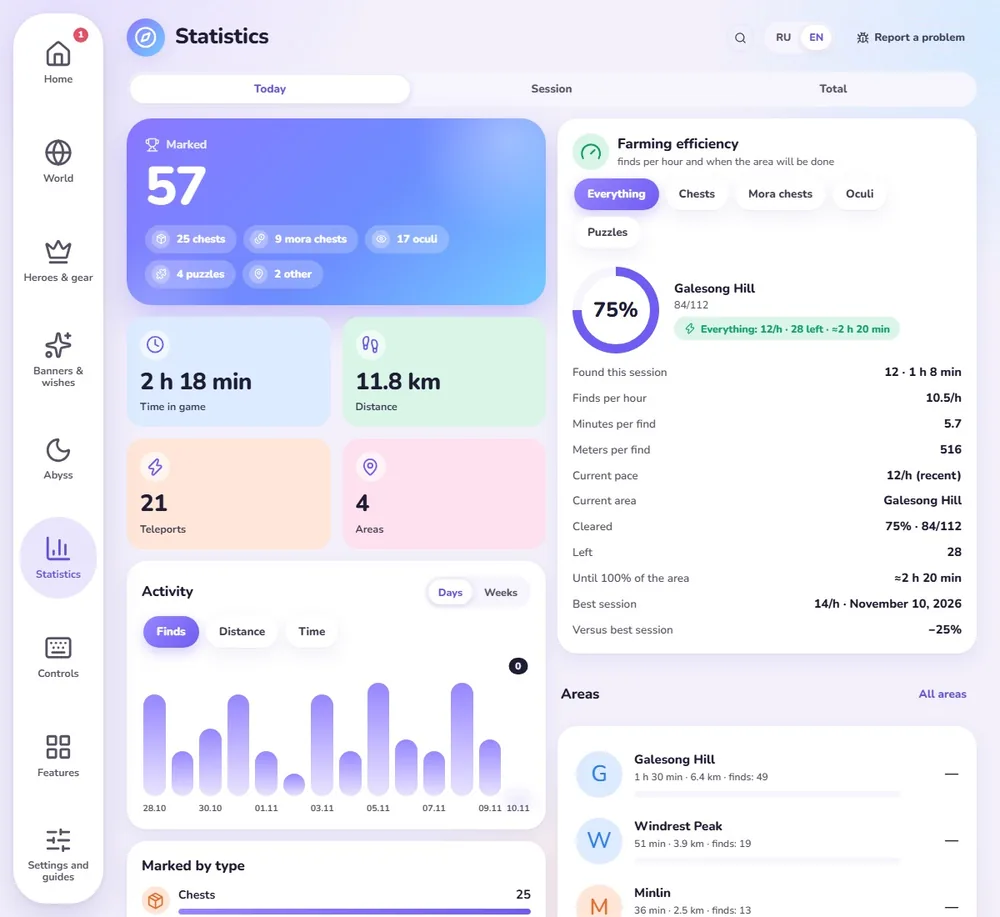 1
Home
World
Heroes & gear
Banners &
wishes
Abyss
Statistics
Controls
Features
Settings and
guides
Statistics
RU
EN
Report a problem
Today
Session
Total
Marked
57
25 chests
9 mora chests
17 oculi
4 puzzles
2 other
2 h 18 min
Time in game
11.8 km
Distance
21
Teleports
4
Areas
Activity
Days
Weeks
Finds
Distance
Time
0
28.10
30.10
01.11
03.11
05.11
07.11
09.11
10.11
Marked by type
Chests
25
Farming efficiency
finds per hour and when the area will be done
Everything
Chests
Mora chests
Oculi
Puzzles
75%
Galesong Hill
84/112
Everything: 12/h · 28 left · ≈2 h 20 min
Found this session 12 · 1 h 8 min
Finds per hour 10.5/h
Minutes per find 5.7
Meters per find 516
Current pace 12/h (recent)
Current area Galesong Hill
Cleared 75% · 84/112
Left 28
Until 100% of the area ≈2 h 20 min
Best session 14/h · November 10, 2026
Versus best session −25%
Areas
All areas
G
Galesong Hill
1 h 30 min · 6.4 km · finds: 49
—
W
Windrest Peak
51 min · 3.9 km · finds: 19
—
M
Minlin
36 min · 2.5 km · finds: 13
—